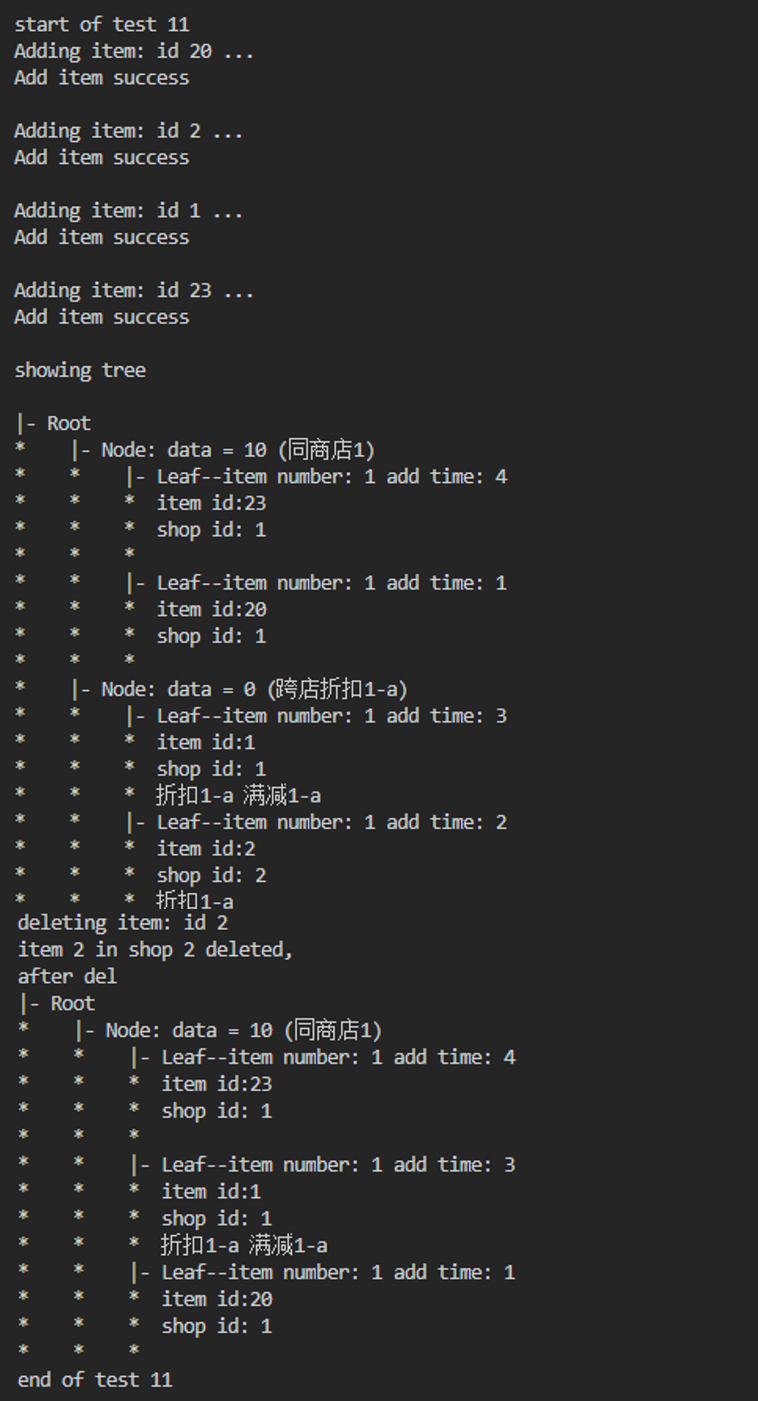 start of test 11
Adding item: id 20 ...
Add item success
Adding item: id 2 ...
Add item success
Adding item: id 1 ...
Add item success
Adding item: id 23 ...
Add item success
showing tree
|- Root
*    |- Node: data = 10 (同商店1)
*    *    |- Leaf--item number: 1 add time: 4
*    *    *  item id:23
*    *    *  shop id: 1
*    *    *
*    *    |- Leaf--item number: 1 add time: 1
*    *    *  item id:20
*    *    *  shop id: 1
*    *    *
*    |- Node: data = 0 (跨店折扣1-a)
*    *    |- Leaf--item number: 1 add time: 3
*    *    *  item id:1
*    *    *  shop id: 1
*    *    *  折扣1-a 满减1-a
*    *    |- Leaf--item number: 1 add time: 2
*    *    *  item id:2
*    *    *  shop id: 2
*    *    *  折扣1-a
deleting item: id 2
item 2 in shop 2 deleted,
after del
|- Root
*    |- Node: data = 10 (同商店1)
*    *    |- Leaf--item number: 1 add time: 4
*    *    *  item id:23
*    *    *  shop id: 1
*    *    *
*    *    |- Leaf--item number: 1 add time: 3
*    *    *  item id:1
*    *    *  shop id: 1
*    *    *  折扣1-a 满减1-a
*    *    |- Leaf--item number: 1 add time: 1
*    *    *  item id:20
*    *    *  shop id: 1
*    *    *
end of test 11